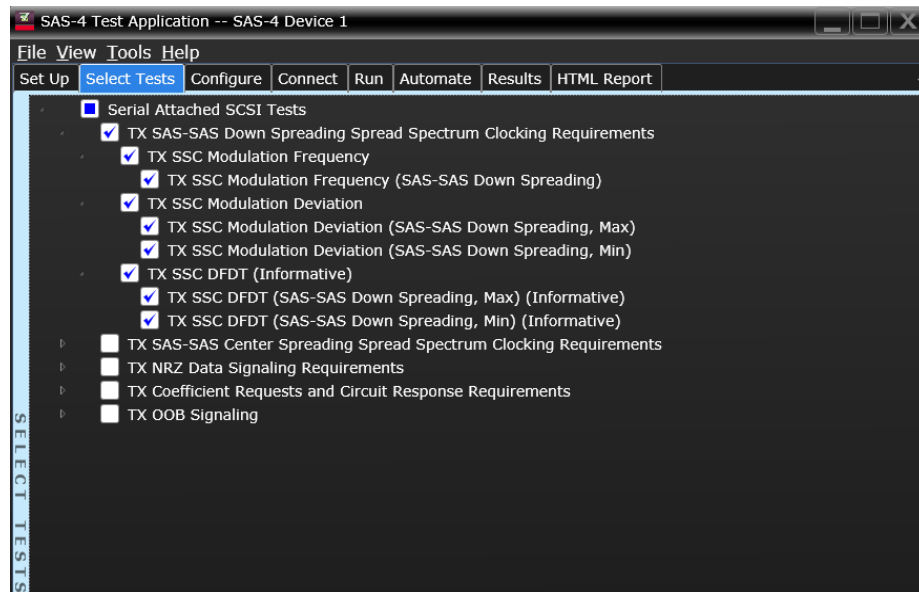 SAS-4 Test Application -- SAS-4 Device 1
File View Tools Help
Set Up Select Tests Configure Connect Run Automate Results HTML Report
Serial Attached SCSI Tests
TX SAS-SAS Down Spreading Spread Spectrum Clocking Requirements
TX SSC Modulation Frequency
TX SSC Modulation Frequency (SAS-SAS Down Spreading)
TX SSC Modulation Deviation
TX SSC Modulation Deviation (SAS-SAS Down Spreading, Max)
TX SSC Modulation Deviation (SAS-SAS Down Spreading, Min)
TX SSC DFDT (Informative)
TX SSC DFDT (SAS-SAS Down Spreading, Max) (Informative)
TX SSC DFDT (SAS-SAS Down Spreading, Min) (Informative)
TX SAS-SAS Center Spreading Spread Spectrum Clocking Requirements
TX NRZ Data Signaling Requirements
TX Coefficient Requests and Circuit Response Requirements
TX OOB Signaling
SELECT TESTS